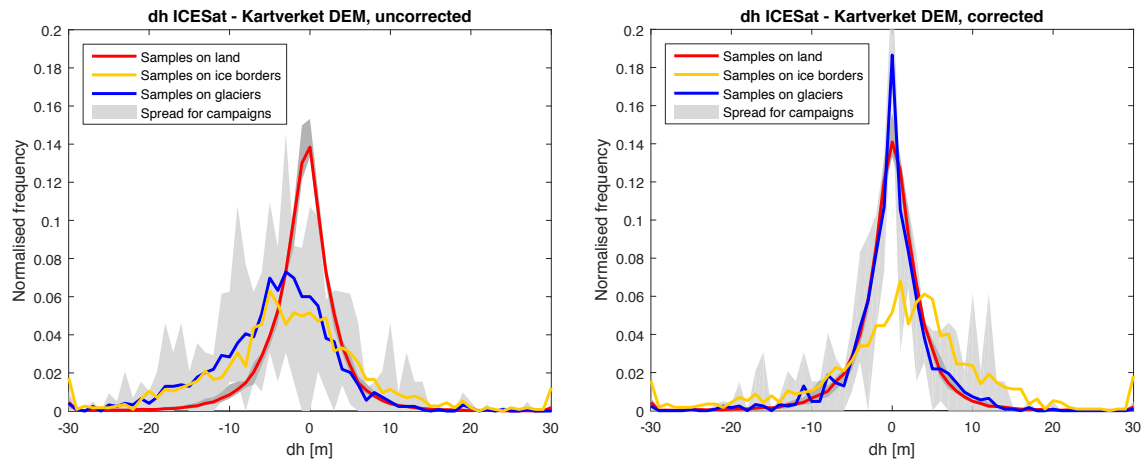 dh ICESat - Kartverket DEM, uncorrected
0.2
0.18
0.16
0.14
0.12
0.1
0.08
0.06
0.04
0.02
0
Normalised frequency
Samples on land
Samples on ice borders
Samples on glaciers
Spread for campaigns
-30 -20 -10 0 10 20 30
dh [m]
dh ICESat - Kartverket DEM, corrected
0.2
0.18
0.16
0.14
0.12
0.1
0.08
0.06
0.04
0.02
0
Normalised frequency
Samples on land
Samples on ice borders
Samples on glaciers
Spread for campaigns
-30 -20 -10 0 10 20 30
dh [m]